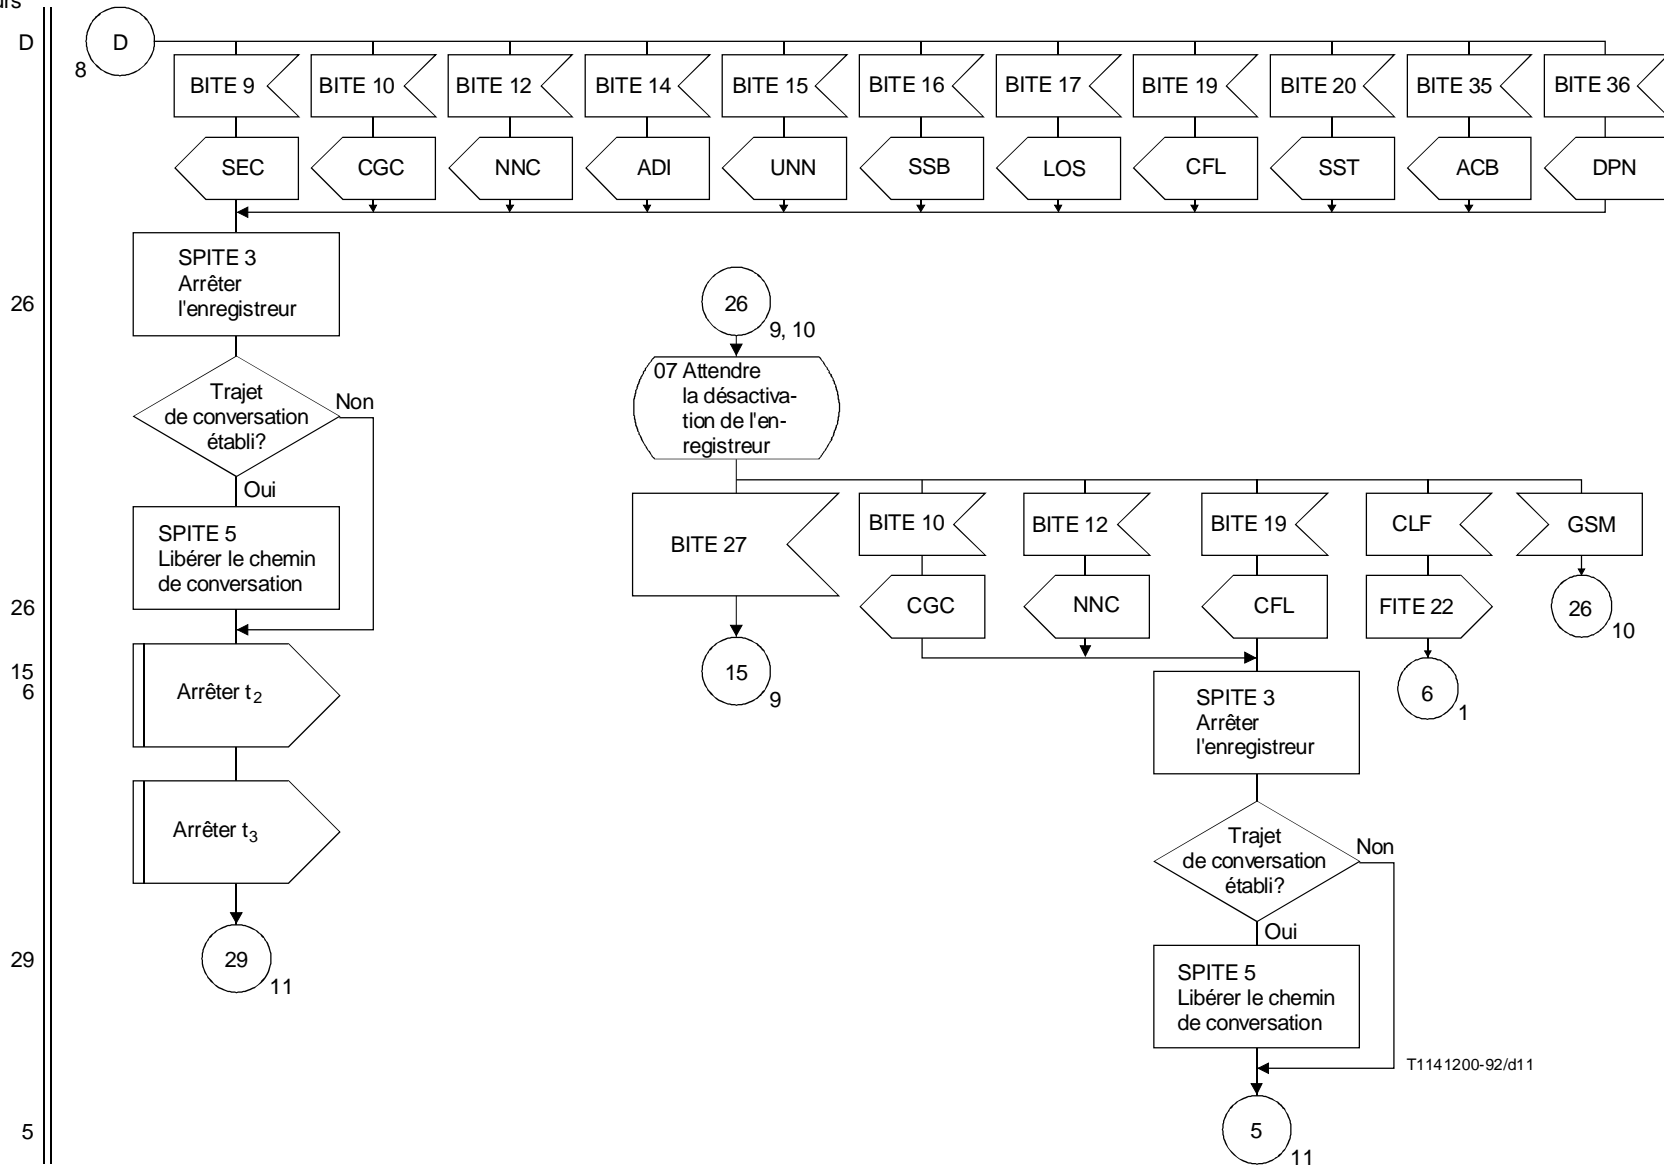 D
D
8
BITE 9
BITE 10
BITE 12
BITE 14
BITE 15
BITE 16
BITE 17
BITE 19
BITE 20
BITE 35
BITE 36
SEC
CGC
NNC
ADI
UNN
SSB
LOS
CFL
SST
ACB
DPN
26
SPITE 3
Arrêter
l'enregistreur
Trajet
de conversation
établi?
Non
Oui
SPITE 5
Libérer le chemin
de conversation
26
15
6
Arrêter t2
Arrêter t3
29
29
11
26
9, 10
07 Attendre
la désactiva-
tion de l'en-
registreur
BITE 27
BITE 10
BITE 12
BITE 19
CLF
GSM
CGC
NNC
CFL
FITE 22
26
10
15
9
6
1
SPITE 3
Arrêter
l'enregistreur
Trajet
de conversation
établi?
Non
Oui
SPITE 5
Libérer le chemin
de conversation
T1141200-92/d11
5
5
11